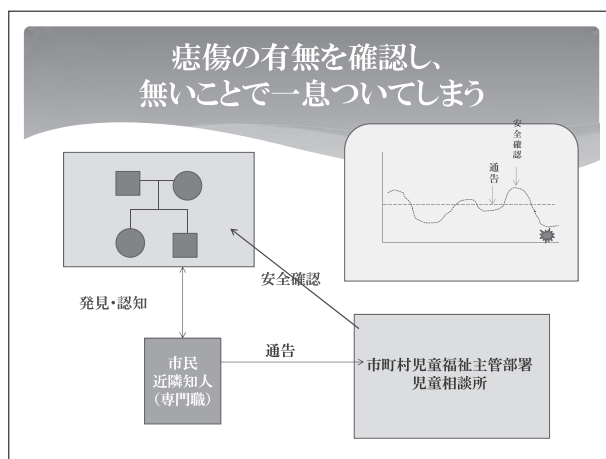 痣傷の有無を確認し、
無いことで一息ついてしまう
安全確認
通告
発見・認知
安全確認
市民
近隣知人
(専門職)
通告
市町村児童福祉主管部署
児童相談所